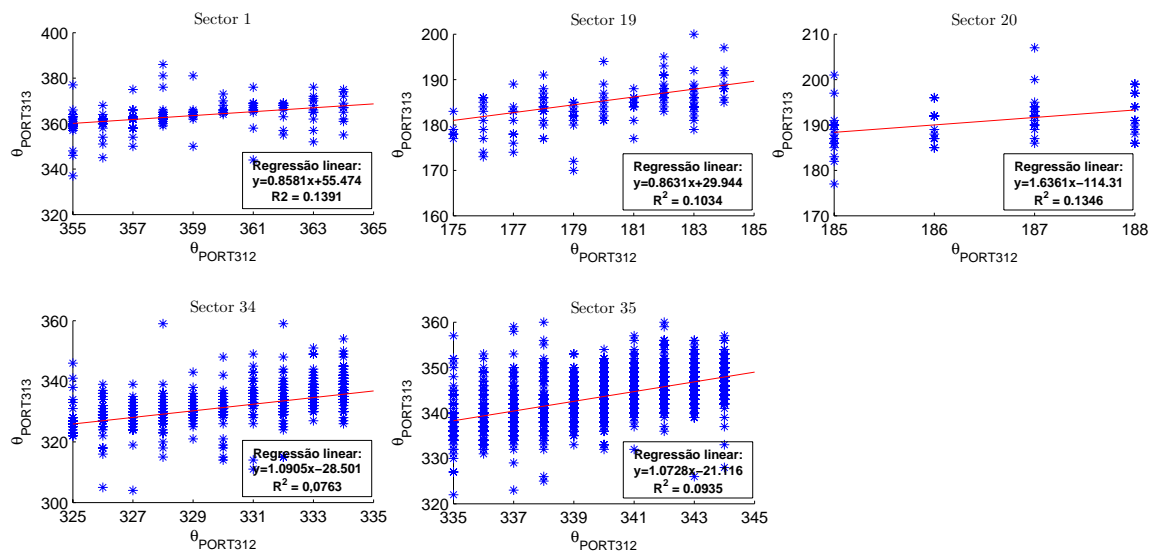 Sector 1
400
380
360
340
320
θPORT313
355 357 359 361 363 365
θPORT312
Regressão linear:
y=0.8581x+55.474
R2 = 0.1391
Sector 19
200
190
180
170
160
θPORT313
175 177 179 181 183 185
θPORT312
Regressão linear:
y=0.8631x+29.944
R² = 0.1034
Sector 20
210
200
190
180
170
θPORT313
185 186 187 188
θPORT312
Regressão linear:
y=1.6361x−114.31
R² = 0.1346
Sector 34
360
340
320
300
θPORT313
325 327 329 331 333 335
θPORT312
Regressão linear:
y=1.0905x−28.501
R² = 0,0763
Sector 35
360
350
340
330
320
θPORT313
335 337 339 341 343 345
θPORT312
Regressão linear:
y=1.0728x−21.116
R² = 0.0935